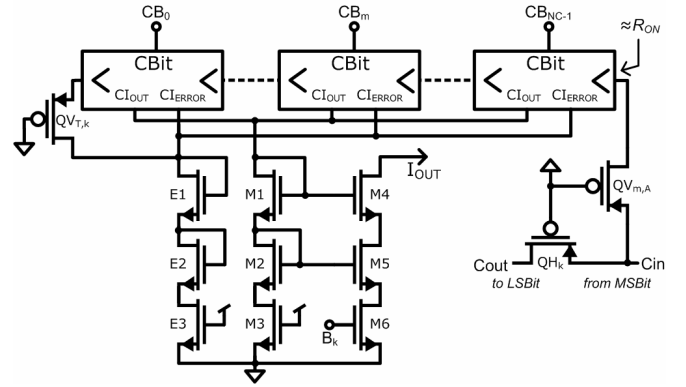 CB0 CBm CBNC-1
≈RON
CBit CBit CBit
CIOUT CIERROR CIOUT CIERROR CIOUT CIERROR
QVT,k
IOUT
E1 M1 M4
QVm,A
E2 M2 M5
Cout QHk Cin
to LSBit from MSBit
E3 M3 Bk M6